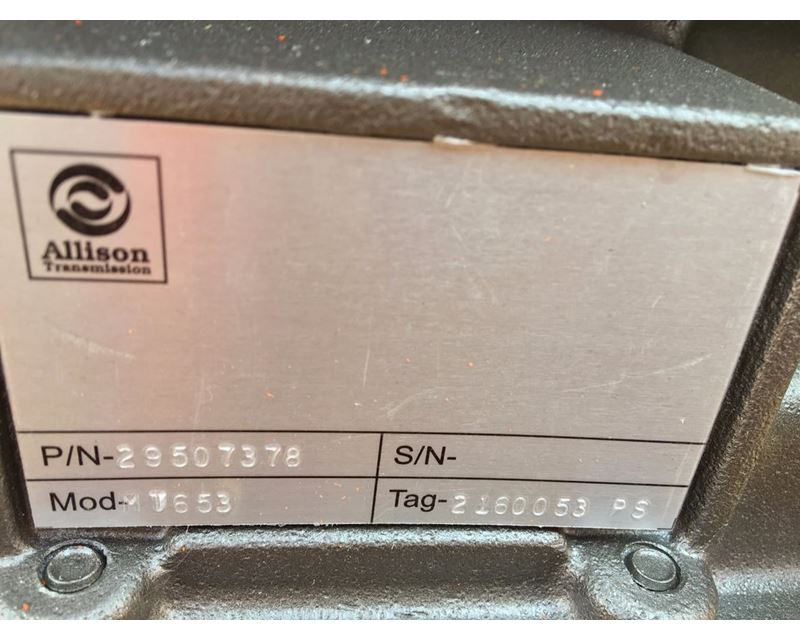 Allison
Transmission
P/N-29507378
S/N-
Mod-MT653
Tag-2160053 PS